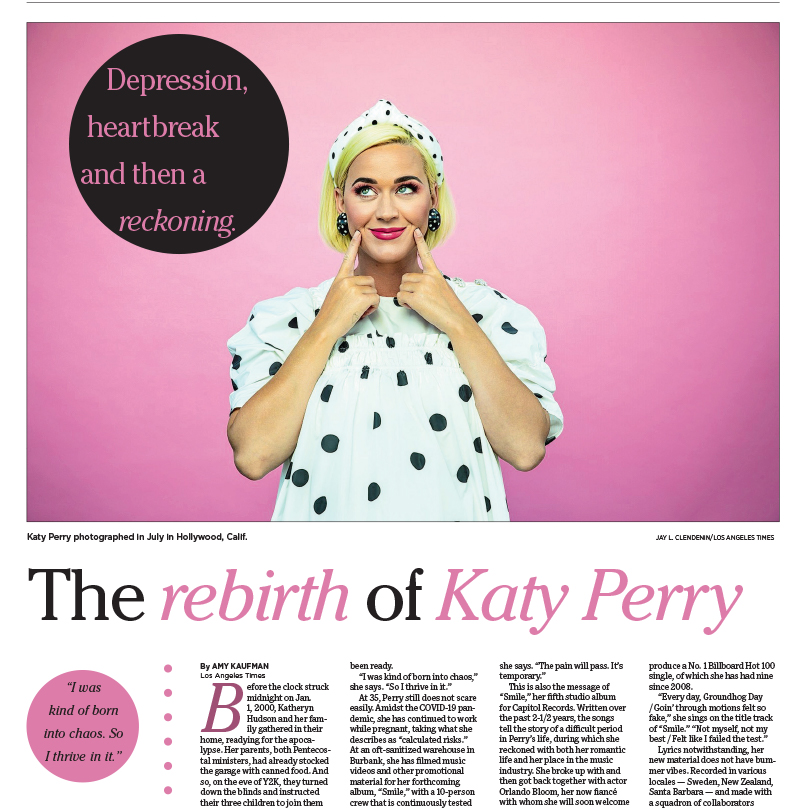 Depression,
heartbreak
and then a
reckoning.
Katy Perry photographed in July in Hollywood, Calif.
JAY L. CLENDENIN/LOS ANGELES TIMES
The rebirth of Katy Perry
“I was
kind of born
into chaos. So
I thrive in it.”
By AMY KAUFMAN
Los Angeles Times
Before the clock struck
midnight on Jan.
1, 2000, Katheryn
Hudson and her fam-
ily gathered in their
home, readying for the apoca-
lypse. Her parents, both Pentecos-
tal ministers, had already stocked
the garage with canned food. And
so, on the eve of Y2K, they turned
down the blinds and instructed
their three children to join them
been ready.
“I was kind of born into chaos,”
she says. “So I thrive in it.”
At 35, Perry still does not scare
easily. Amidst the COVID-19 pan-
demic, she has continued to work
while pregnant, taking what she
describes as “calculated risks.”
At an oft-sanitized warehouse in
Burbank, she has filmed music
videos and other promotional
material for her forthcoming
album, “Smile,” with a 10-person
crew that is continuously tested
she says. “The pain will pass. It’s
temporary.”
This is also the message of
“Smile,” her fifth studio album
for Capitol Records. Written over
the past 2-1/2 years, the songs
tell the story of a difficult period
in Perry’s life, during which she
reckoned with both her romantic
life and her place in the music
industry. She broke up with and
then got back together with actor
Orlando Bloom, her now fiancé
with whom she will soon welcome
produce a No. 1 Billboard Hot 100
single, of which she has had nine
since 2008.
“Every day, Groundhog Day
/ Goin’ through motions felt so
fake,” she sings on the title track
of “Smile.” “Not myself, not my
best / Felt like I failed the test.”
Lyrics notwithstanding, her
new material does not have bum-
mer vibes. Recorded in various
locales — Sweden, New Zealand,
Santa Barbara — and made with
a squadron of collaborators